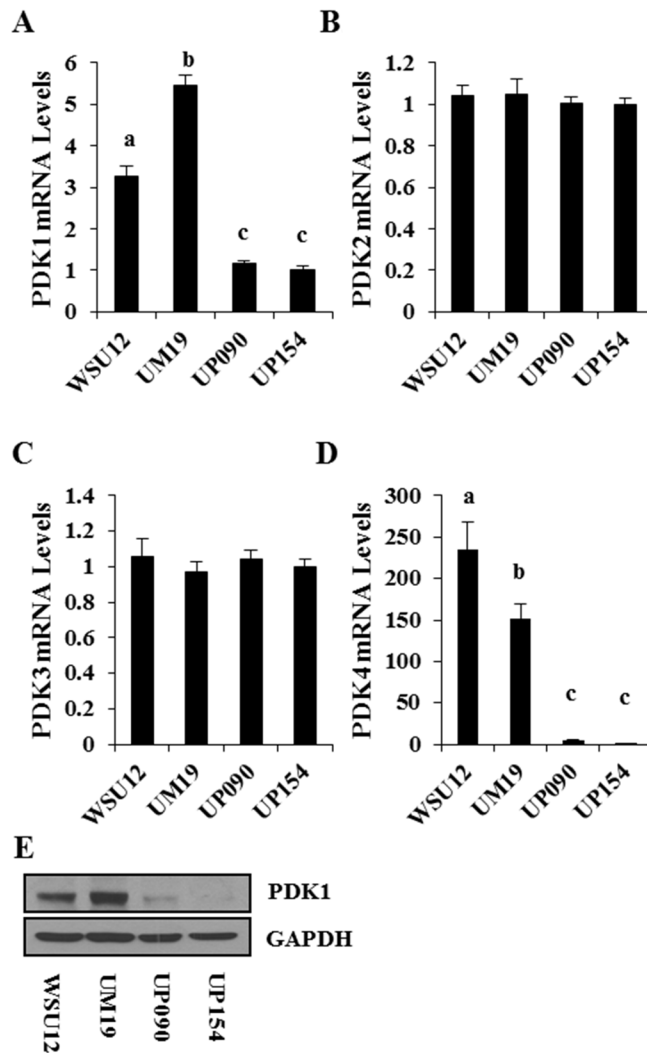 A
PDK1 mRNA Levels
6
5
4
3
2
1
0
a
b
c
c
WSU12
UM19
UP090
UP154
B
PDK2 mRNA Levels
1.2
1
0.8
0.6
0.4
0.2
0
WSU12
UM19
UP090
UP154
C
PDK3 mRNA Levels
1.4
1.2
1
0.8
0.6
0.4
0.2
0
WSU12
UM19
UP090
UP154
D
PDK4 mRNA Levels
300
250
200
150
100
50
0
a
b
c
c
WSU12
UM19
UP090
UP154
E
PDK1
GAPDH
WSU12
UM19
UP090
UP154